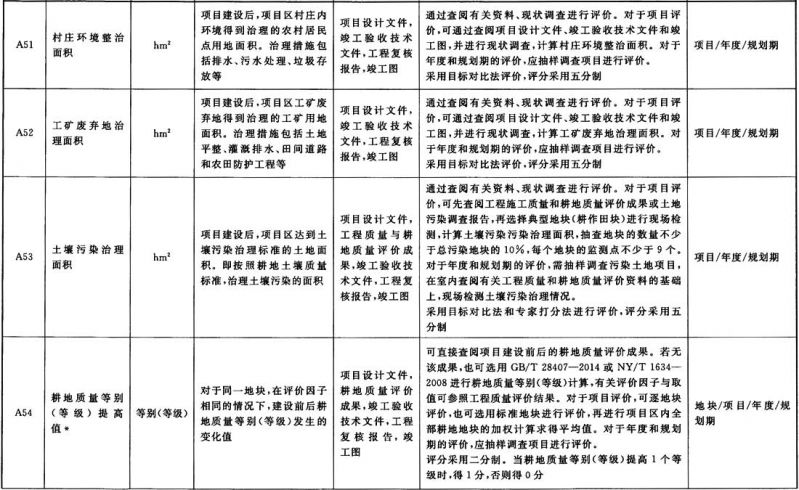 A51
村庄环境整治
面积
hm²
项目建设后,项目区村庄内
环境得到治理的农村居民
点用地面积。治理措施包
括排水、污水处理、垃圾存
放等
项目设计文件,
竣工验收技术
文件,工程复核
报告,竣工图
通过查阅有关资料、现状调查进行评价。对于项目评
价,可通过查阅项目设计文件、竣工验收技术文件和竣
工图,并进行现状调查,计算村庄环境整治面积。对于
年度和规划期的评价,应抽样调查项目进行评价。
采用目标对比法评价,评分采用五分制
项目/年度/规划期
A52
工矿废弃地治
理面积
hm²
项目建设后,项目区工矿废
弃地得到治理的工矿用地
面积。治理措施包括土地
平整、灌溉排水、田间道路
和农田防护工程等
项目设计文件,
竣工验收技术
文件,工程复核
报告,竣工图
通过查阅有关资料、现状调查进行评价。对于项目评
价,可通过查阅项目设计文件、竣工验收技术文件和竣
工图,并进行现状调查,计算工矿废弃地治理面积。对
于年度和规划期的评价,应抽样调查项目进行评价。
采用目标对比法评价,评分采用五分制
项目/年度/规划期
A53
土壤污染治理
面积
hm²
项目建设后,项目区达到土
壤污染治理标准的土地面
积。即按照耕地土壤质量
标准,治理土壤污染的面积
项目设计文件,
工程质量与耕
地质量评价成
果,竣工验收技
术文件,工程复
核报告,竣工图
通过查阅有关资料、现状调查进行评价。对于项目评
价,可先查阅工程施工质量和耕地质量评价成果或土地
污染调查报告,再选择典型地块(耕作田块)进行现场检
测,计算土壤污染治理面积,抽查地块的数量不少
于总污染地块的10%,每个地块的监测点不少于9个。
对于年度和规划期的评价,需抽样调查污染土地项目,
在室内查阅有关工程质量和耕地质量评价资料的基础
上,现场检测土壤污染治理情况。
采用目标对比法和专家打分法进行评价,评分采用五
分制
项目/年度/规划期
A54
耕地质量等别
(等级)提高
值*
等别(等级)
对于同一地块,在评价因子
相同的情况下,建设前后耕
地质量等别(等级)发生的
变化值
项目设计文件,
耕地质量评价
成果,竣工验收
技术文件,工程
复核报告,竣
工图
可直接查阅项目建设前后的耕地质量评价成果。若无
该成果,也可选用GB/T 28407—2014或NY/T 1634—
2008进行耕地质量等别(等级)计算,有关评价因子与取
值可参照工程质量评价结果。对于项目评价,可逐地块
评价,也可选用标准地块进行评价,再进行项目区内全
部耕地地块的加权计算求得平均值。对于年度和规划
期的评价,应抽样调查项目进行评价。
评分采用二分制。当耕地质量等别(等级)提高1个等
级时,得1分,否则得0分
地块/项目/年度/规
划期